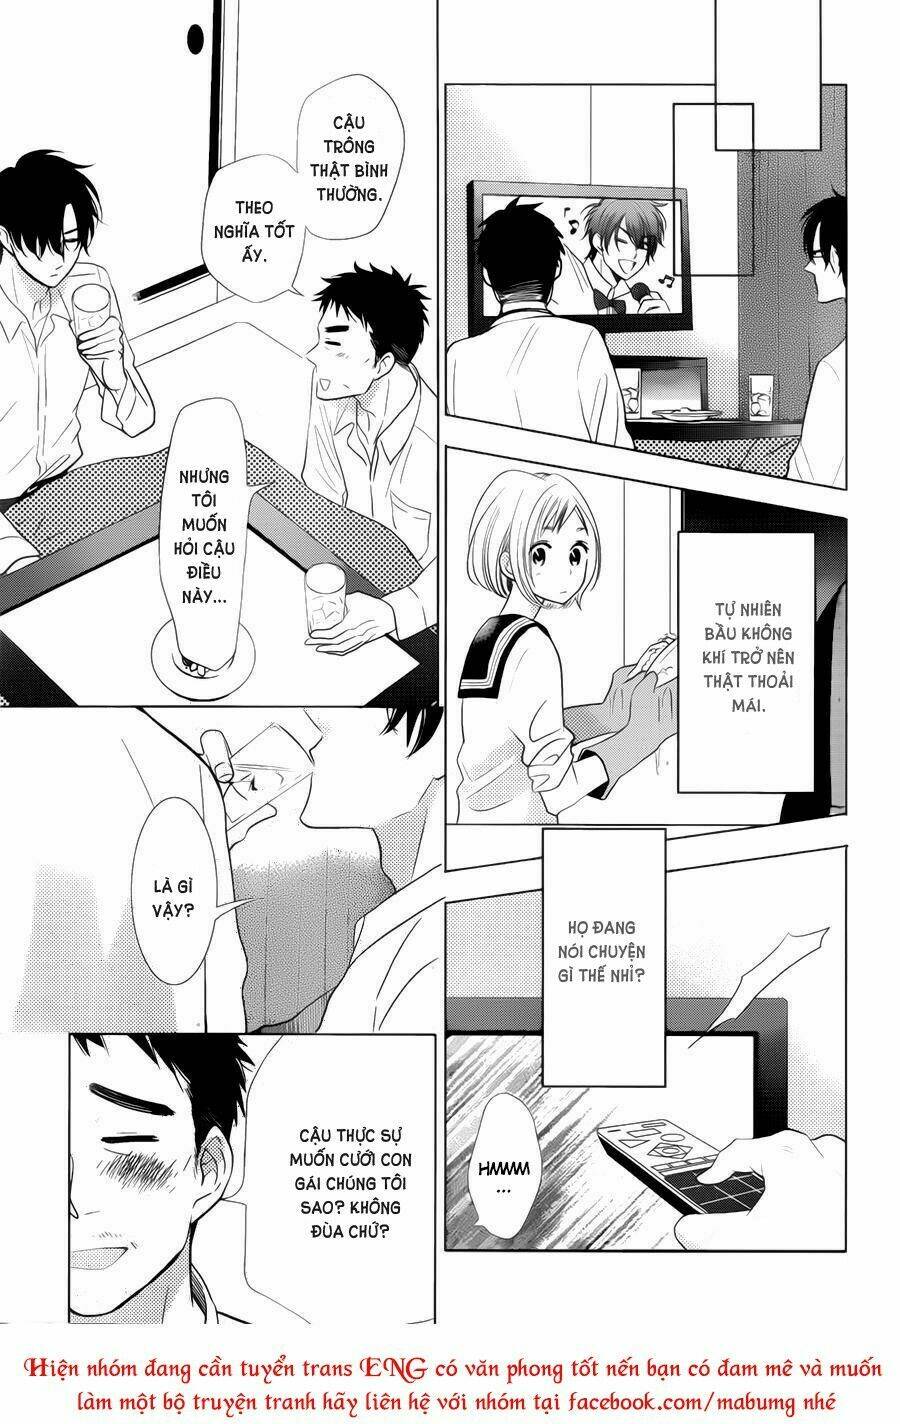 TỰ NHIÊN
BẦU KHÔNG
KHÍ TRỞ NÊN
THẬT THOẢI
MÁI.
HỌ ĐANG
NÓI CHUYỆN
GÌ THẾ NHỈ?
HMMM
...
CẬU
TRÔNG
THẬT BÌNH
THƯỜNG.
THEO
NGHĨA TỐT
ẤY.
NHƯNG
TÔI
MUỐN
HỎI CẬU
ĐIỀU
NÀY...
LÀ GÌ
VẬY?
CẬU THỰC SỰ
MUỐN CƯỚI CON
GÁI CHÚNG TÔI
SAO? KHÔNG
ĐÙA CHỨ?
Hiện nhóm đang cần tuyển trans ENG có văn phong tốt nến bạn có đam mê và muốn
làm một bộ truyện tranh hãy liên hệ với nhóm tại facebook.com/mabumg nhé